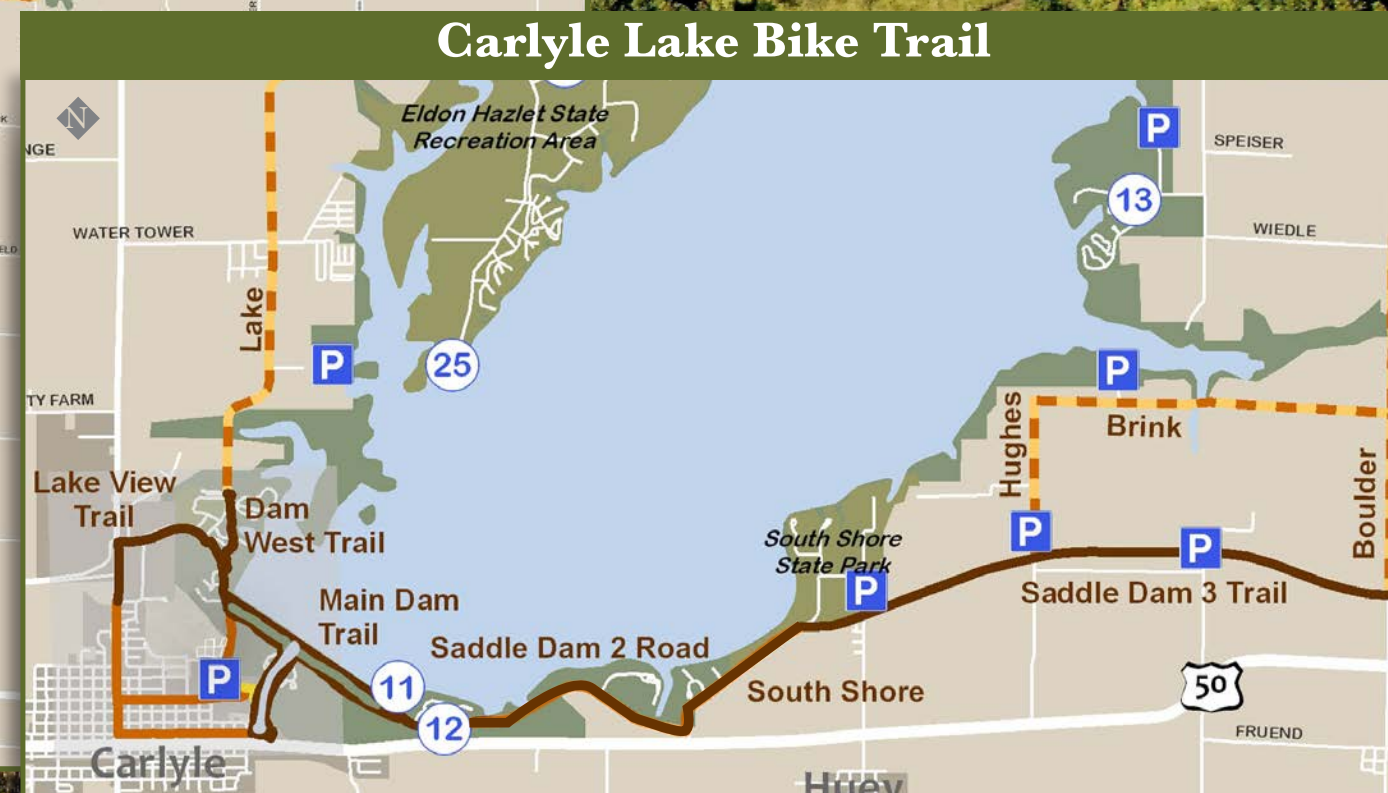 Carlyle Lake Bike Trail
N
Eldon Hazlet State
Recreation Area
P
SPEISER
NGE
13
WATER TOWER
WIEDLE
Lake
P
25
P
TY FARM
Hughes
Brink
Boulder
Lake View
Trail
Dam
West Trail
South Shore
State Park
P
P
P
Saddle Dam 3 Trail
Main Dam
Trail
Saddle Dam 2 Road
P
11
South Shore
50
12
FRUEND
Carlyle
Huey